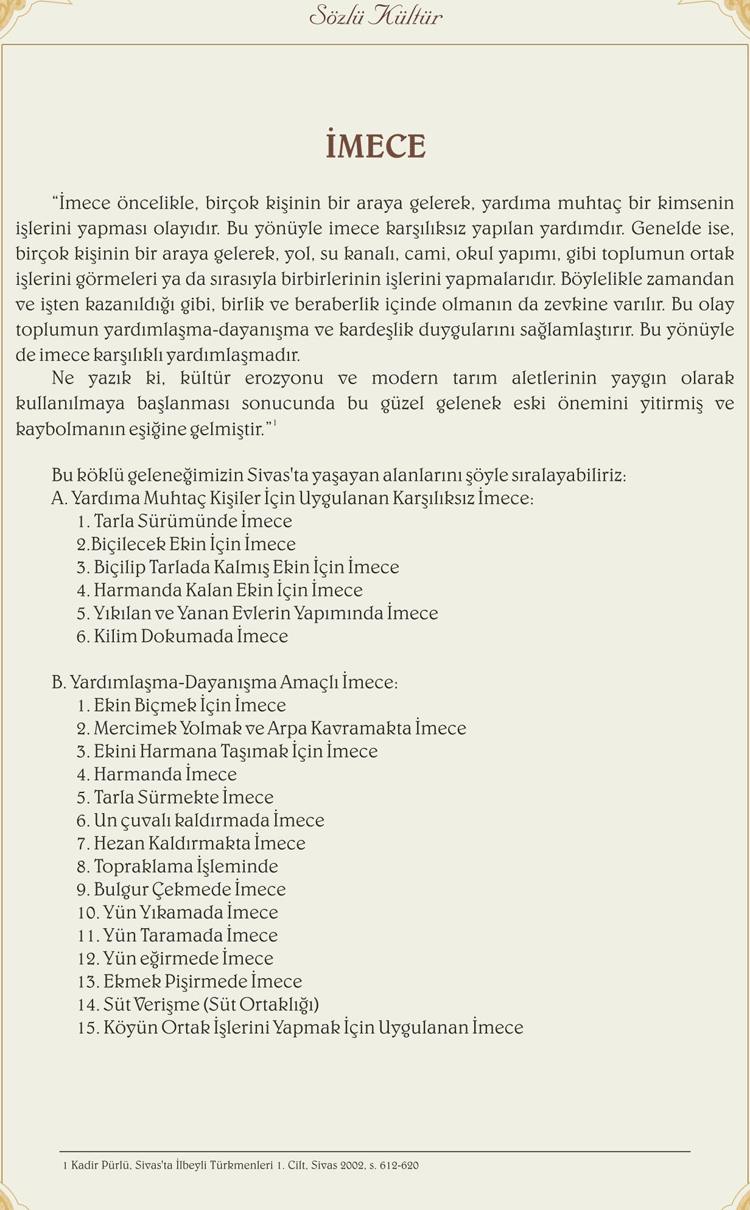 Sözlü Kültür
İMECE
“İmece öncelikle, birçok kişinin bir araya gelerek, yardıma muhtaç bir kimsenin
işlerini yapması olayıdır. Bu yönüyle imece karşılıksız yapılan yardımdır. Genelde ise,
birçok kişinin bir araya gelerek, yol, su kanalı, cami, okul yapımı, gibi toplumun ortak
işlerini görmeleri ya da sırasıyla birbirlerinin işlerini yapmalarıdır. Böylelikle zamandan
ve işten kazanıldığı gibi, birlik ve beraberlik içinde olmanın da zevkine varılır. Bu olay
toplumun yardımlaşma-dayanışma ve kardeşlik duygularını sağlamlaştırır. Bu yönüyle
de imece karşılıklı yardımlaşmadır.
Ne yazık ki, kültür erozyonu ve modern tarım aletlerinin yaygın olarak
kullanılmaya başlanması sonucunda bu güzel gelenek eski önemini yitirmiş ve
kaybolmanın eşiğine gelmiştir.”1
Bu köklü geleneğimizin Sivas'ta yaşayan alanlarını şöyle sıralayabiliriz:
A. Yardıma Muhtaç Kişiler İçin Uygulanan Karşılıksız İmece:
1. Tarla Sürümünde İmece
2.Biçilecek Ekin İçin İmece
3. Biçilip Tarlada Kalmış Ekin İçin İmece
4. Harmanda Kalan Ekin İçin İmece
5. Yıkılan ve Yanan Evlerin Yapımında İmece
6. Kilim Dokumada İmece
B. Yardımlaşma-Dayanışma Amaçlı İmece:
1. Ekin Biçmek İçin İmece
2. Mercimek Yolmak ve Arpa Kavramakta İmece
3. Ekini Harmana Taşımak İçin İmece
4. Harmanda İmece
5. Tarla Sürmekte İmece
6. Un çuvalı kaldırmada İmece
7. Hezan Kaldırmakta İmece
8. Topraklama İşleminde
9. Bulgur Çekmede İmece
10. Yün Yıkamada İmece
11. Yün Taramada İmece
12. Yün eğirmede İmece
13. Ekmek Pişirmede İmece
14. Süt Verişme (Süt Ortaklığı)
15. Köyün Ortak İşlerini Yapmak İçin Uygulanan İmece
1 Kadir Pürlü, Sivas'ta İlbeyli Türkmenleri 1. Cilt, Sivas 2002, s. 612-620